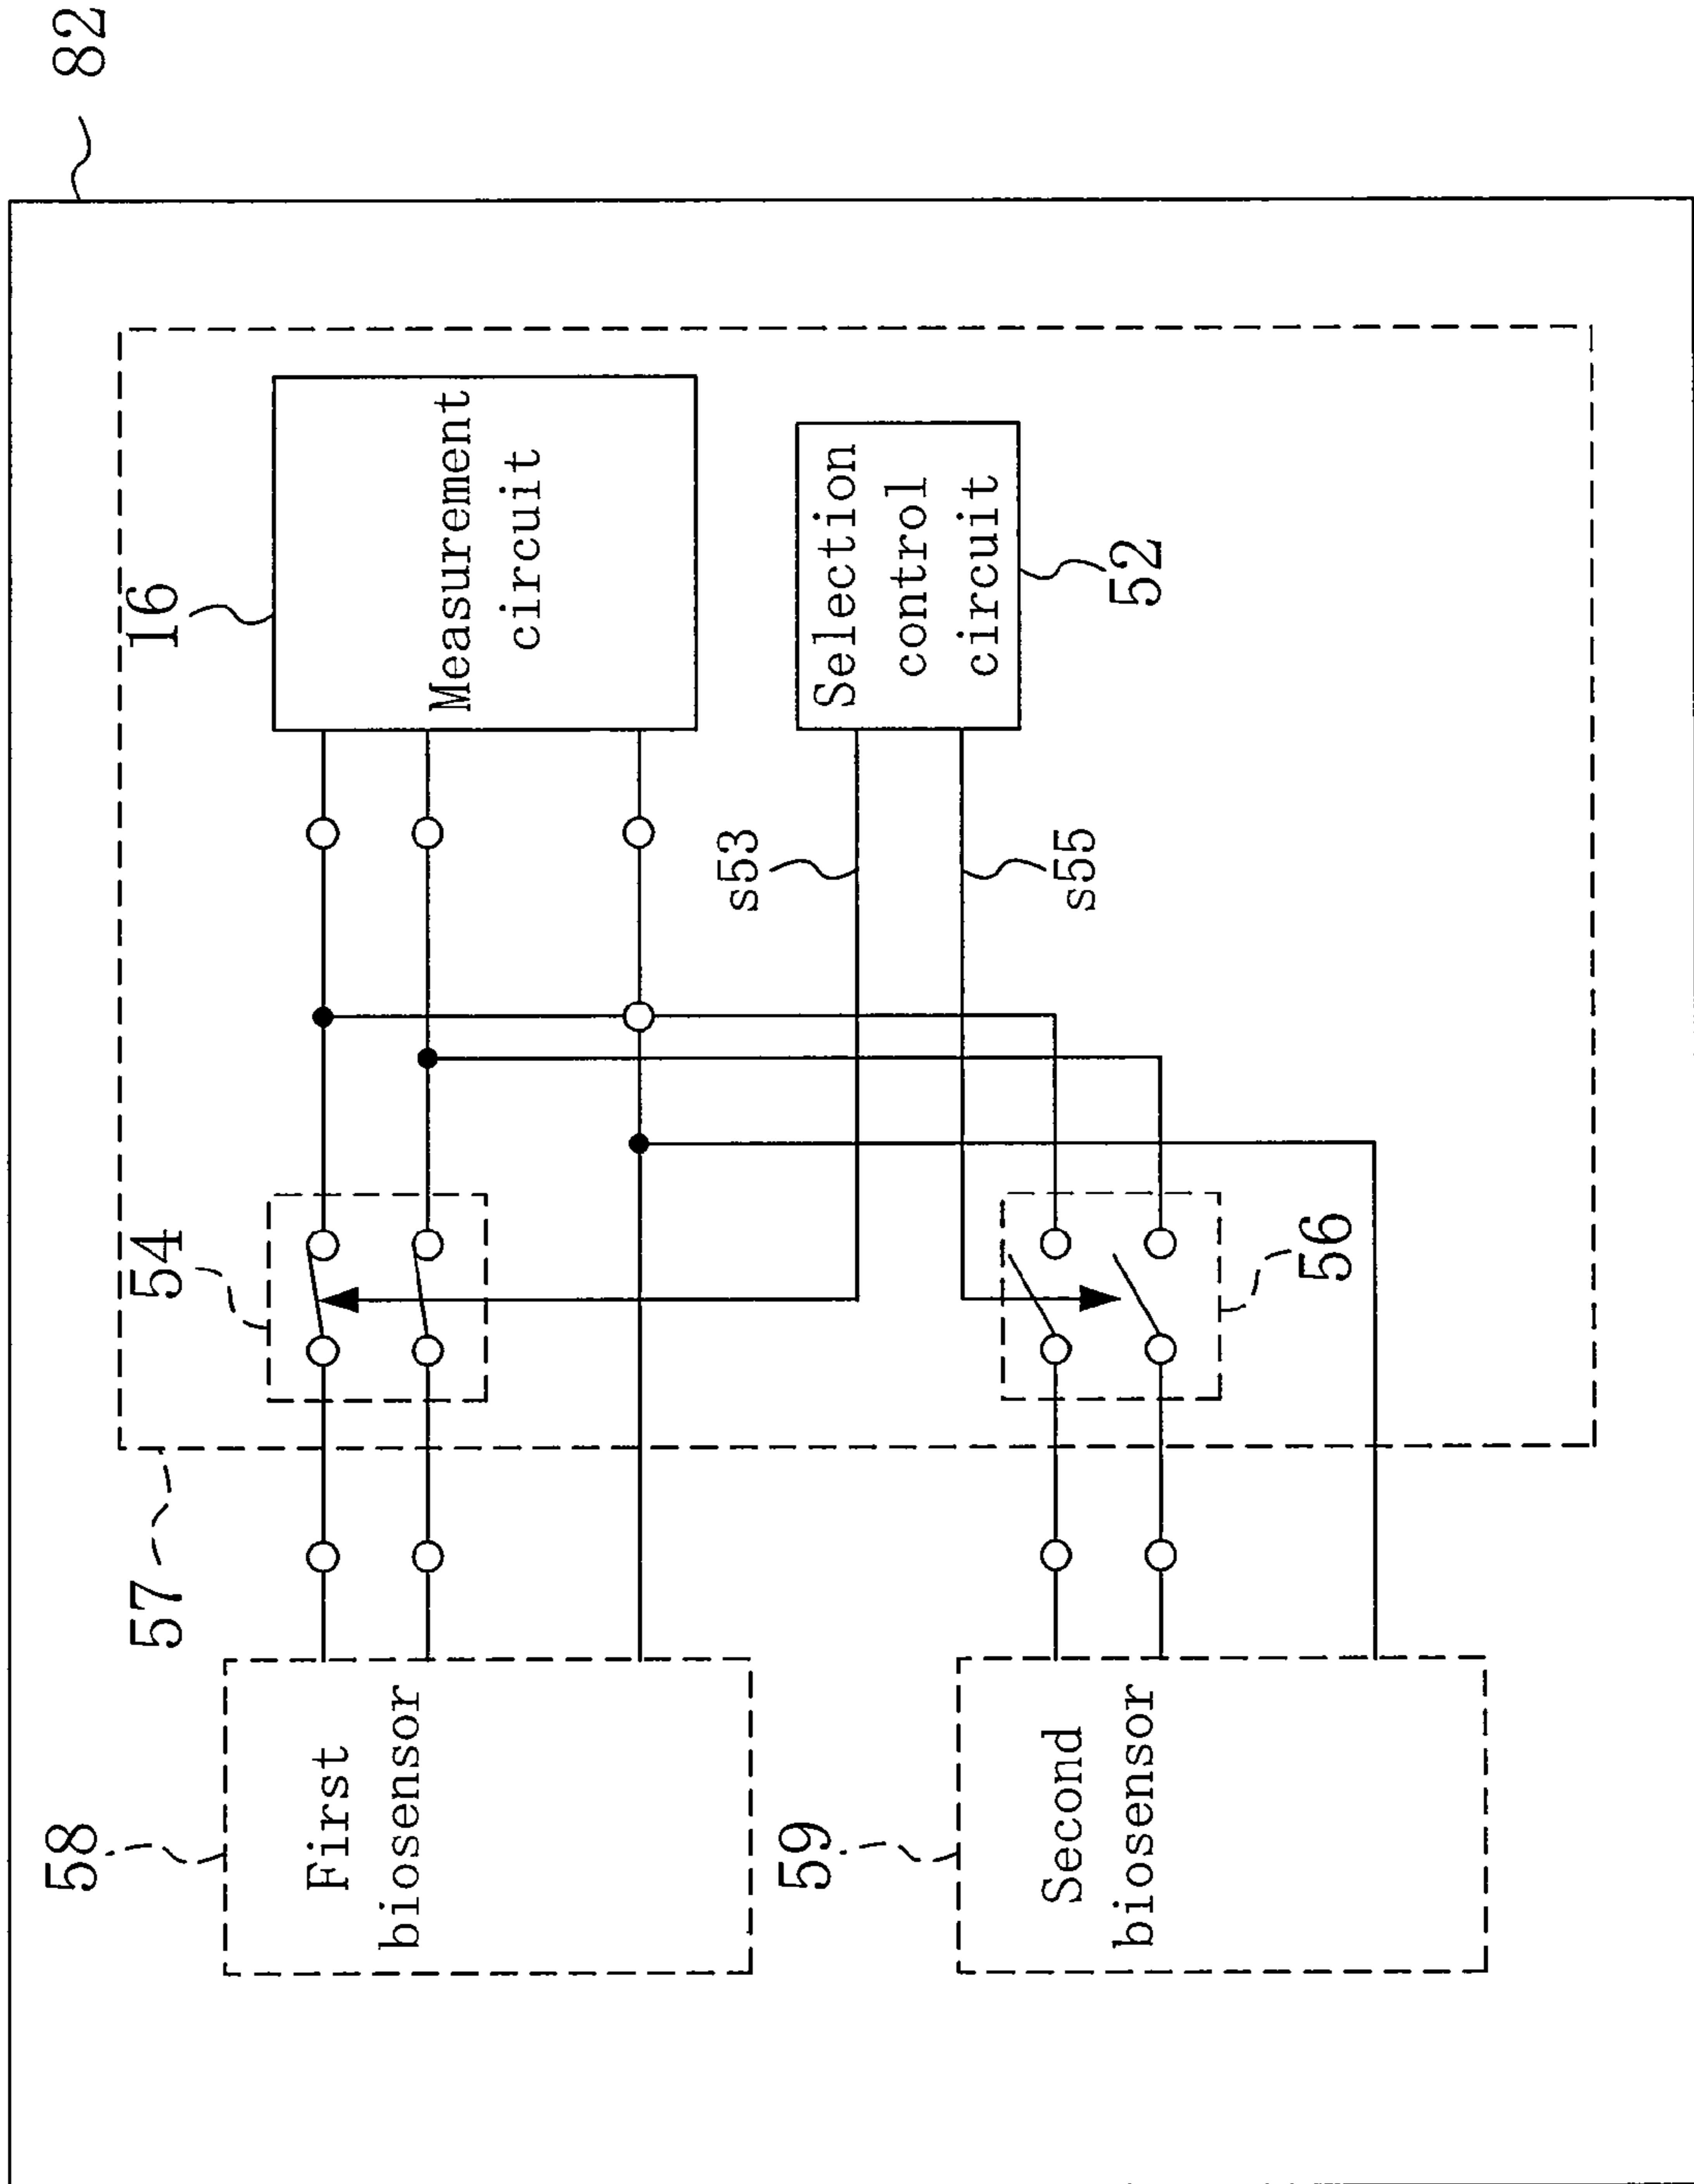 82
57
54
16
58
First
biosensor
Measurement
circuit
s53
Selection
control
circuit
59
s55
52
Second
biosensor
56